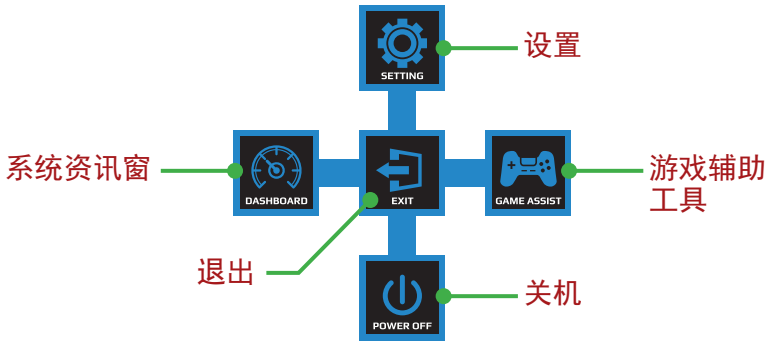 设置
SETTING
系统资讯窗
DASHBOARD
EXIT
GAME ASSIST
游戏辅助
工具
退出
POWER OFF
关机